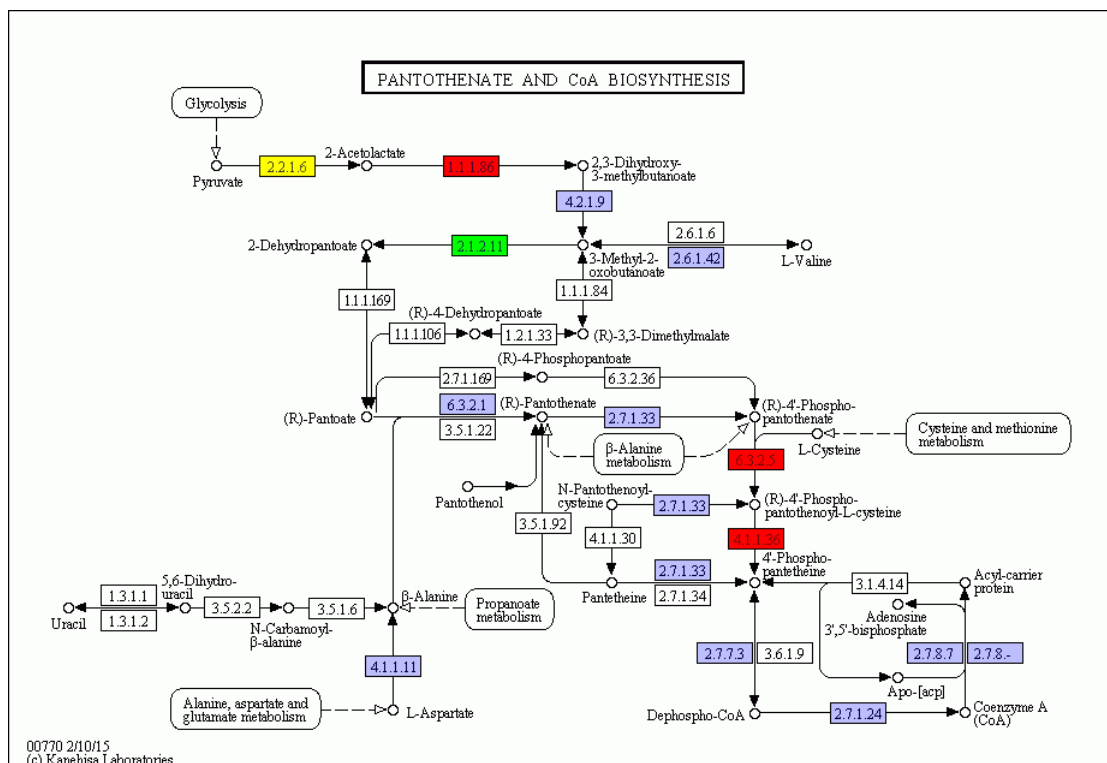 PANTOTHENATE AND CoA BIOSYNTHESIS
Glycolysis
2-Acetolactate
Pyruvate
2.2.1.6
1.1.1.86
2,3-Dihydroxy-
3-methylbutanoate
4.2.1.9
2-Dehydropantoate
2.1.2.11
2.6.1.6
2.6.1.42
L-Valine
3-Methyl-2-
oxobutanoate
1.1.1.169
1.1.1.84
(R)-4-Dehydropantoate
1.1.1.106
1.2.1.33
(R)-3,3-Dimethylmalate
(R)-4-Phosphopantoate
2.7.1.169
6.3.2.36
(R)-Pantoate
6.3.2.1
3.5.1.22
(R)-Pantothenate
2.7.1.33
(R)-4'-Phospho-
pantothenate
β-Alanine
metabolism
L-Cysteine
Cysteine and methionine
metabolism
6.3.2.5
Pantothenol
N-Pantothenoyl-
cysteine
2.7.1.33
(R)-4'-Phospho-
pantothenoyl-L-cysteine
3.5.1.92
4.1.1.30
4.1.1.36
4'-Phospho-
pantetheine
2.7.1.33
2.7.1.34
Pantetheine
3.1.4.14
Acyl-carrier
protein
5,6-Dihydro-
uracil
1.3.1.1
1.3.1.2
Uracil
3.5.2.2
N-Carbamoyl-
β-alanine
3.5.1.6
β-Alanine
Propanoate
metabolism
Adenosine
3',5'-bisphosphate
4.1.1.11
2.7.7.3
3.6.1.9
2.7.8.7
2.7.8.-
Apo-[acp]
Alanine, aspartate and
glutamate metabolism
L-Aspartate
Dephospho-CoA
2.7.1.24
Coenzyme A
(CoA)
00770 2/10/15
(c) Kanehisa Laboratories